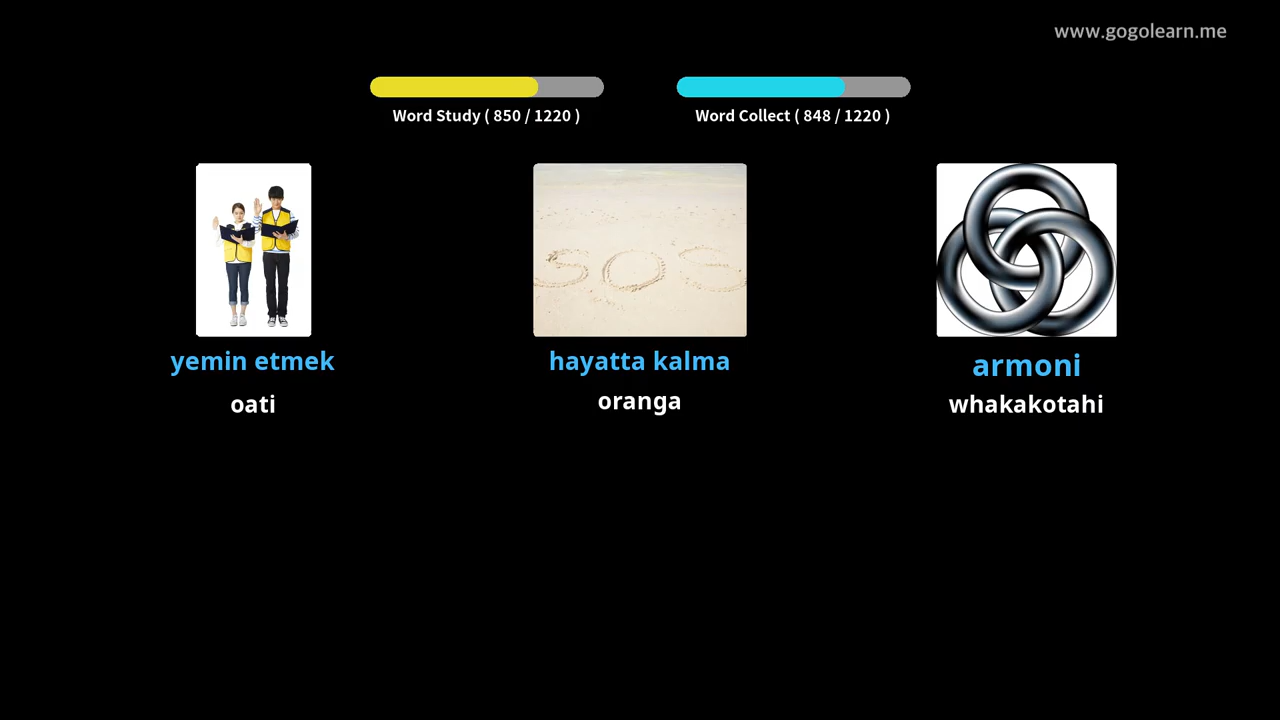 www.gogolearn.me
Word Study ( 850 / 1220 )
Word Collect ( 848 / 1220 )
SOS
yemin etmek
hayatta kalma
armoni
oati
oranga
whakakotahi